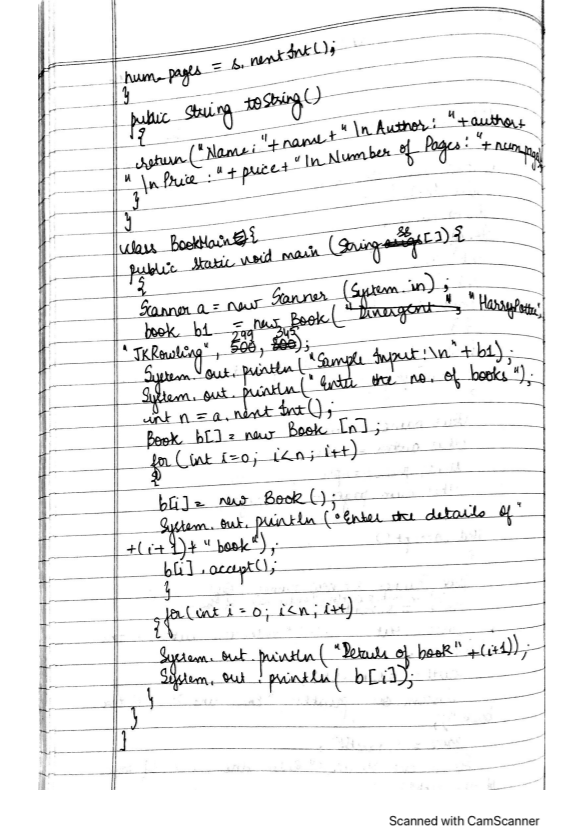 num_pages = s.nextInt();
}
public String toString()
{
return("Name: "+name+" \n Author: "+author+
" \n Price : "+price+"\n Number of Pages: "+numpages
}
}
class BookMain {
public static void main (String ss[]) {
{
Scanner a = new Scanner (System.in);
book b1 = new Book("Divergent", "HarryPotter",
"JKRowling", 299, 345);
System.out.println("Sample Input:\n"+b1);
System.out.println("Enter the no. of books");
int n = a.nextInt();
Book b[] = new Book [n];
for (int i=0; i<n; i++)
{
b[i] = new Book();
System.out.println("Enter the details of"
+(i+1)+"book");
b[i].accept();
}
for(int i=0; i<n; i++)
{
System.out.println("Details of book"+(i+1));
System.out.println( b[i]);
}
}
}
Scanned with CamScanner